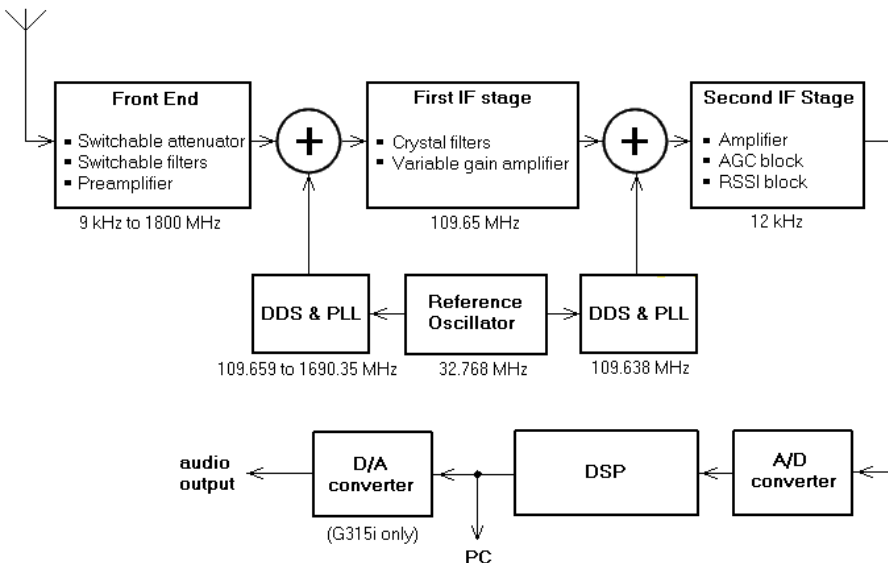 Front End
▪ Switchable attenuator
▪ Switchable filters
▪ Preamplifier
9 kHz to 1800 MHz
+
First IF stage
▪ Crystal filters
▪ Variable gain amplifier
109.65 MHz
+
Second IF Stage
▪ Amplifier
▪ AGC block
▪ RSSI block
12 kHz
DDS & PLL
109.659 to 1690.35 MHz
Reference
Oscillator
32.768 MHz
DDS & PLL
109.638 MHz
audio
output
D/A
converter
(G315i only)
PC
DSP
A/D
converter